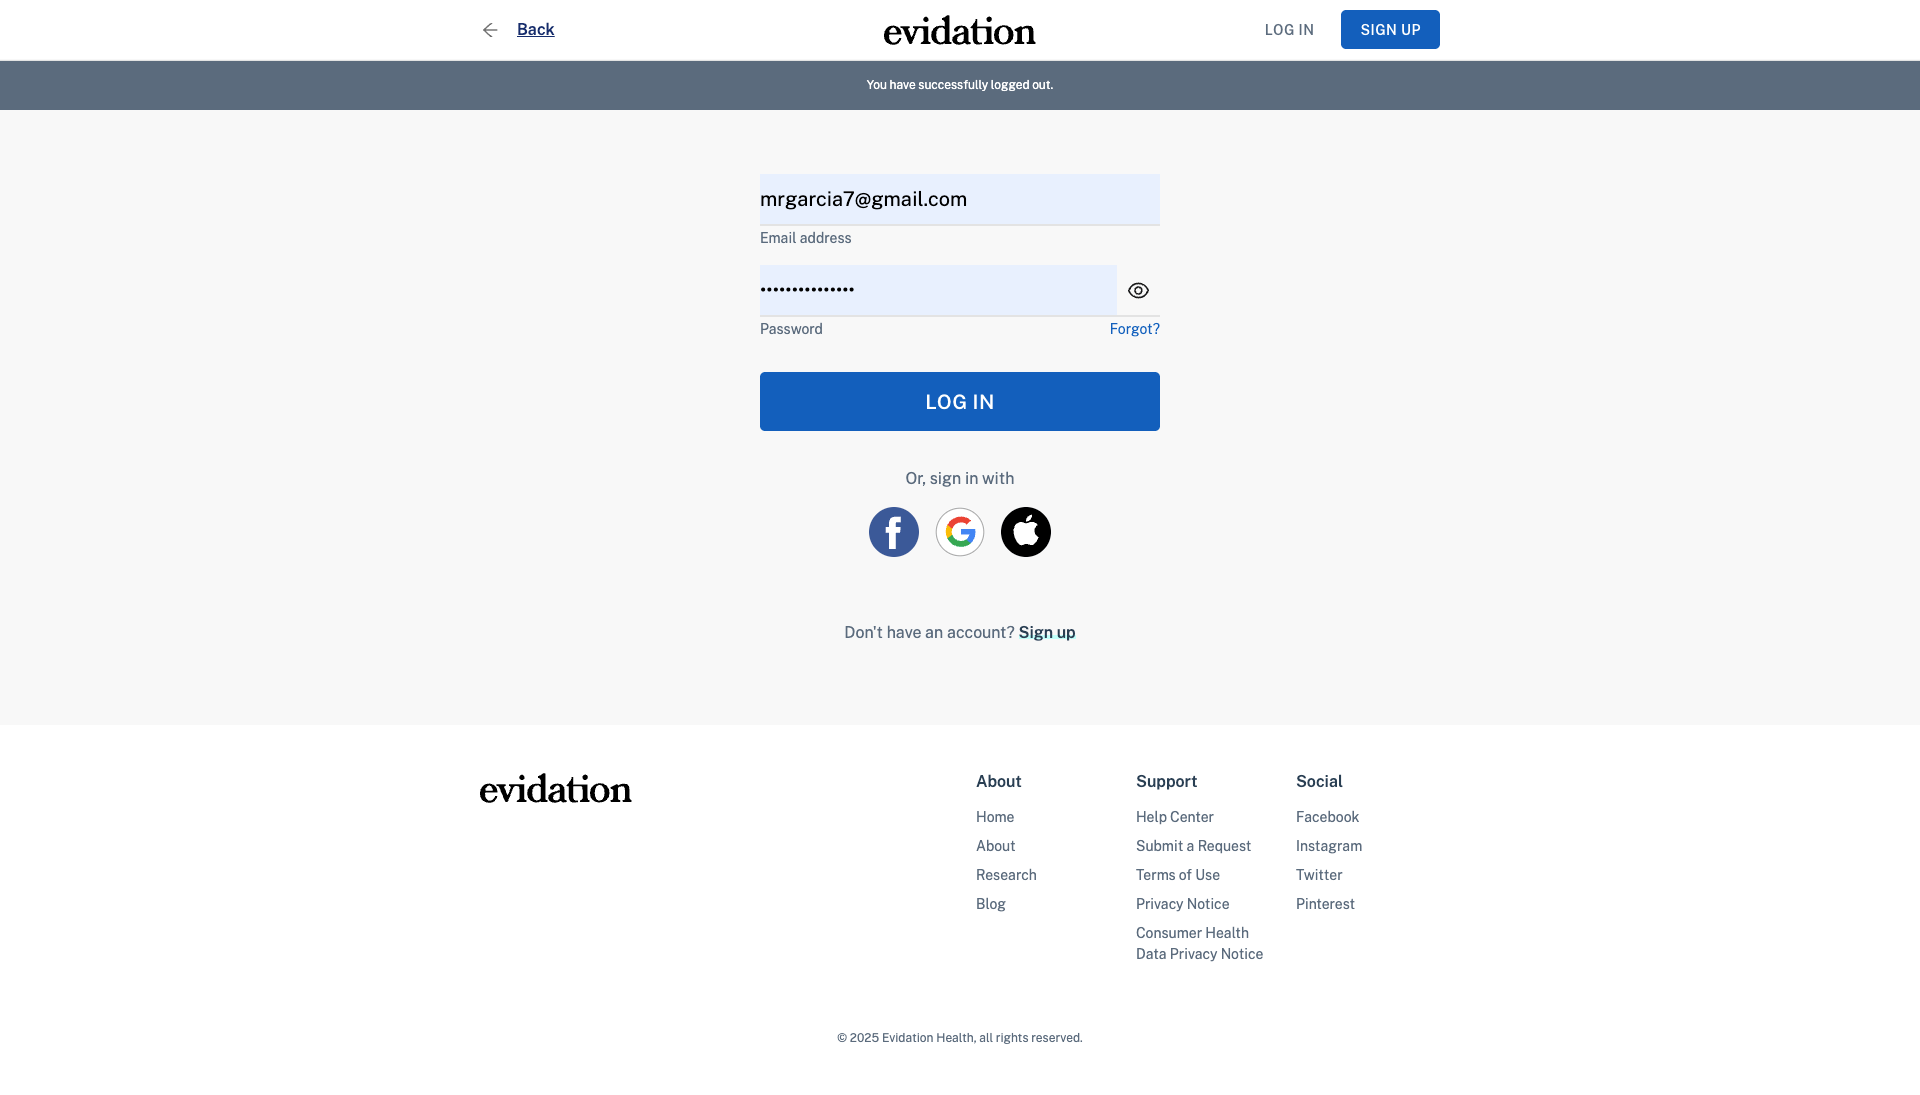 Back
evidation
LOG IN
SIGN UP
You have successfully logged out.
mrgarcia7@gmail.com
Email address
•••••••••••••••
Password
Forgot?
LOG IN
Or, sign in with
Don't have an account? Sign up
evidation
About
Home
About
Research
Blog
Support
Help Center
Submit a Request
Terms of Use
Privacy Notice
Consumer Health
Data Privacy Notice
Social
Facebook
Instagram
Twitter
Pinterest
© 2025 Evidation Health, all rights reserved.